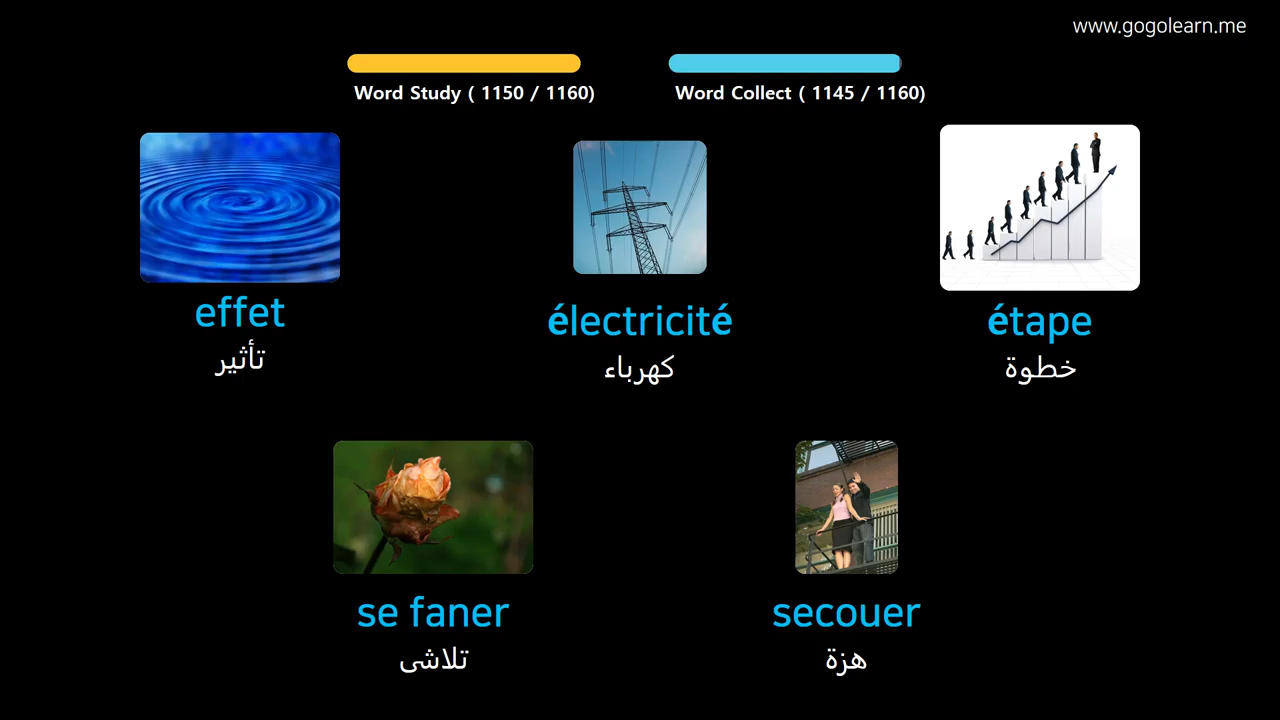 www.gogolearn.me
Word Study ( 1150 / 1160)
Word Collect ( 1145 / 1160)
effet
تأثير
électricité
كهرباء
étape
خطوة
se faner
تلاشى
secouer
هزة